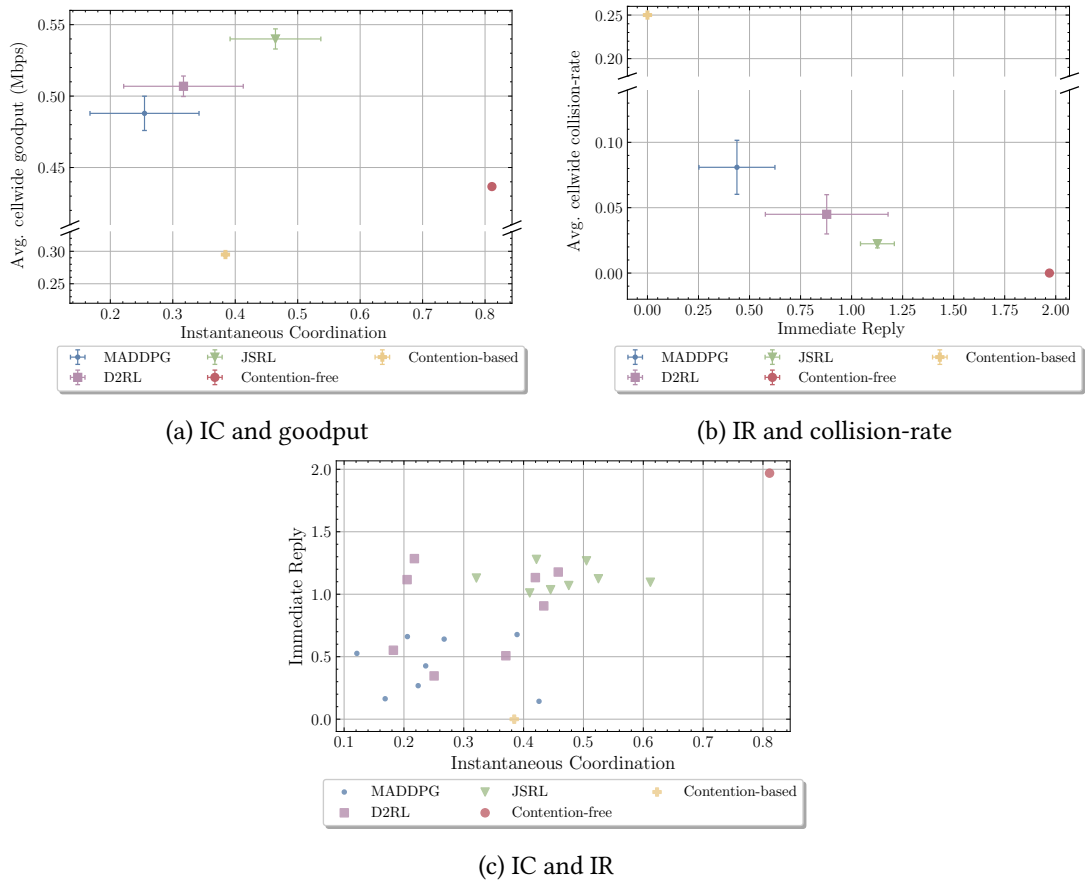 0.55
0.50
0.45
0.30
0.25
Avg. cellwide goodput (Mbps)
0.2 0.3 0.4 0.5 0.6 0.7 0.8
Instantaneous Coordination
MADDPG JSRL Contention-based
D2RL Contention-free
(a) IC and goodput
0.25
0.20
0.10
0.05
0.00
Avg. cellwide collision-rate
0.00 0.25 0.50 0.75 1.00 1.25 1.50 1.75 2.00
Immediate Reply
MADDPG JSRL Contention-based
D2RL Contention-free
(b) IR and collision-rate
2.0
1.5
1.0
0.5
0.0
Immediate Reply
0.1 0.2 0.3 0.4 0.5 0.6 0.7 0.8
Instantaneous Coordination
MADDPG JSRL Contention-based
D2RL Contention-free
(c) IC and IR